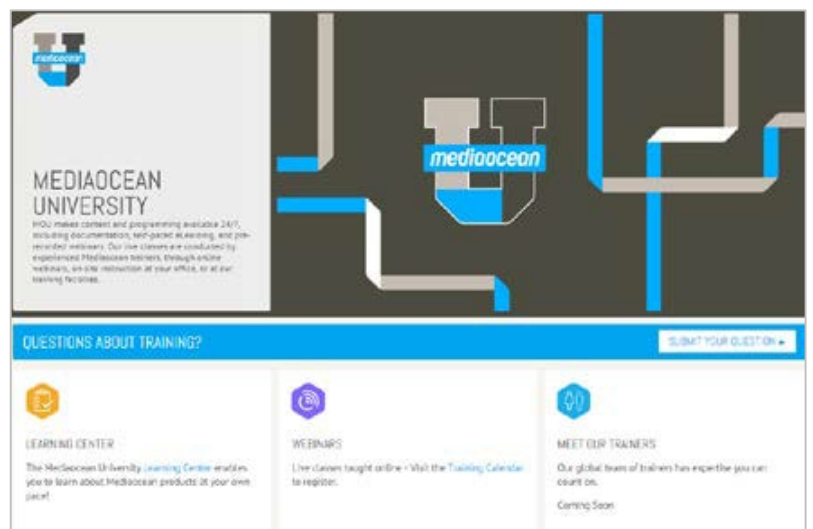 mediaocean
mediaocean
MEDIAOCEAN
UNIVERSITY
MOU makes content and programming available 24/7,
including documentation, self-paced eLearning, and pre-
recorded webinars. Our live classes are conducted by
experienced Mediaocean trainers, through online
webinars, on-site instruction at your office, or at our
training facilities.
QUESTIONS ABOUT TRAINING?
SUBMIT YOUR QUESTION ▸
LEARNING CENTER
The Mediaocean University Learning Center enables
you to learn about Mediaocean products at your own
pace!
WEBINARS
Live classes taught online - Visit the Training Calendar
to register.
MEET OUR TRAINERS
Our global team of trainers has expertise you can
count on.
Coming Soon